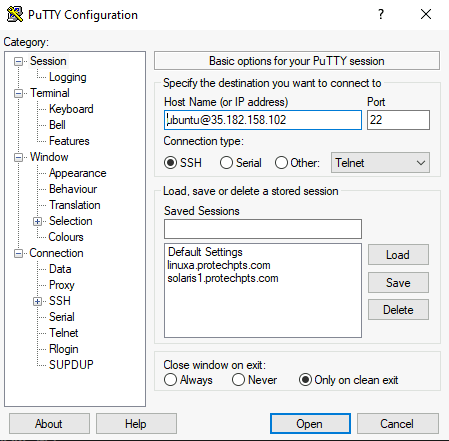 PuTTY Configuration
?
Category:
Session
Logging
Terminal
Keyboard
Bell
Features
Window
Appearance
Behaviour
Translation
Selection
Colours
Connection
Data
Proxy
SSH
Serial
Telnet
Rlogin
SUPDUP
Basic options for your PuTTY session
Specify the destination you want to connect to
Host Name (or IP address) Port
ubuntu@35.182.158.102 22
Connection type:
SSH Serial Other: Telnet
Load, save or delete a stored session
Saved Sessions
Default Settings
linuxa.protechpts.com
solaris1.protechpts.com
Load
Save
Delete
Close window on exit:
Always Never Only on clean exit
About Help Open Cancel